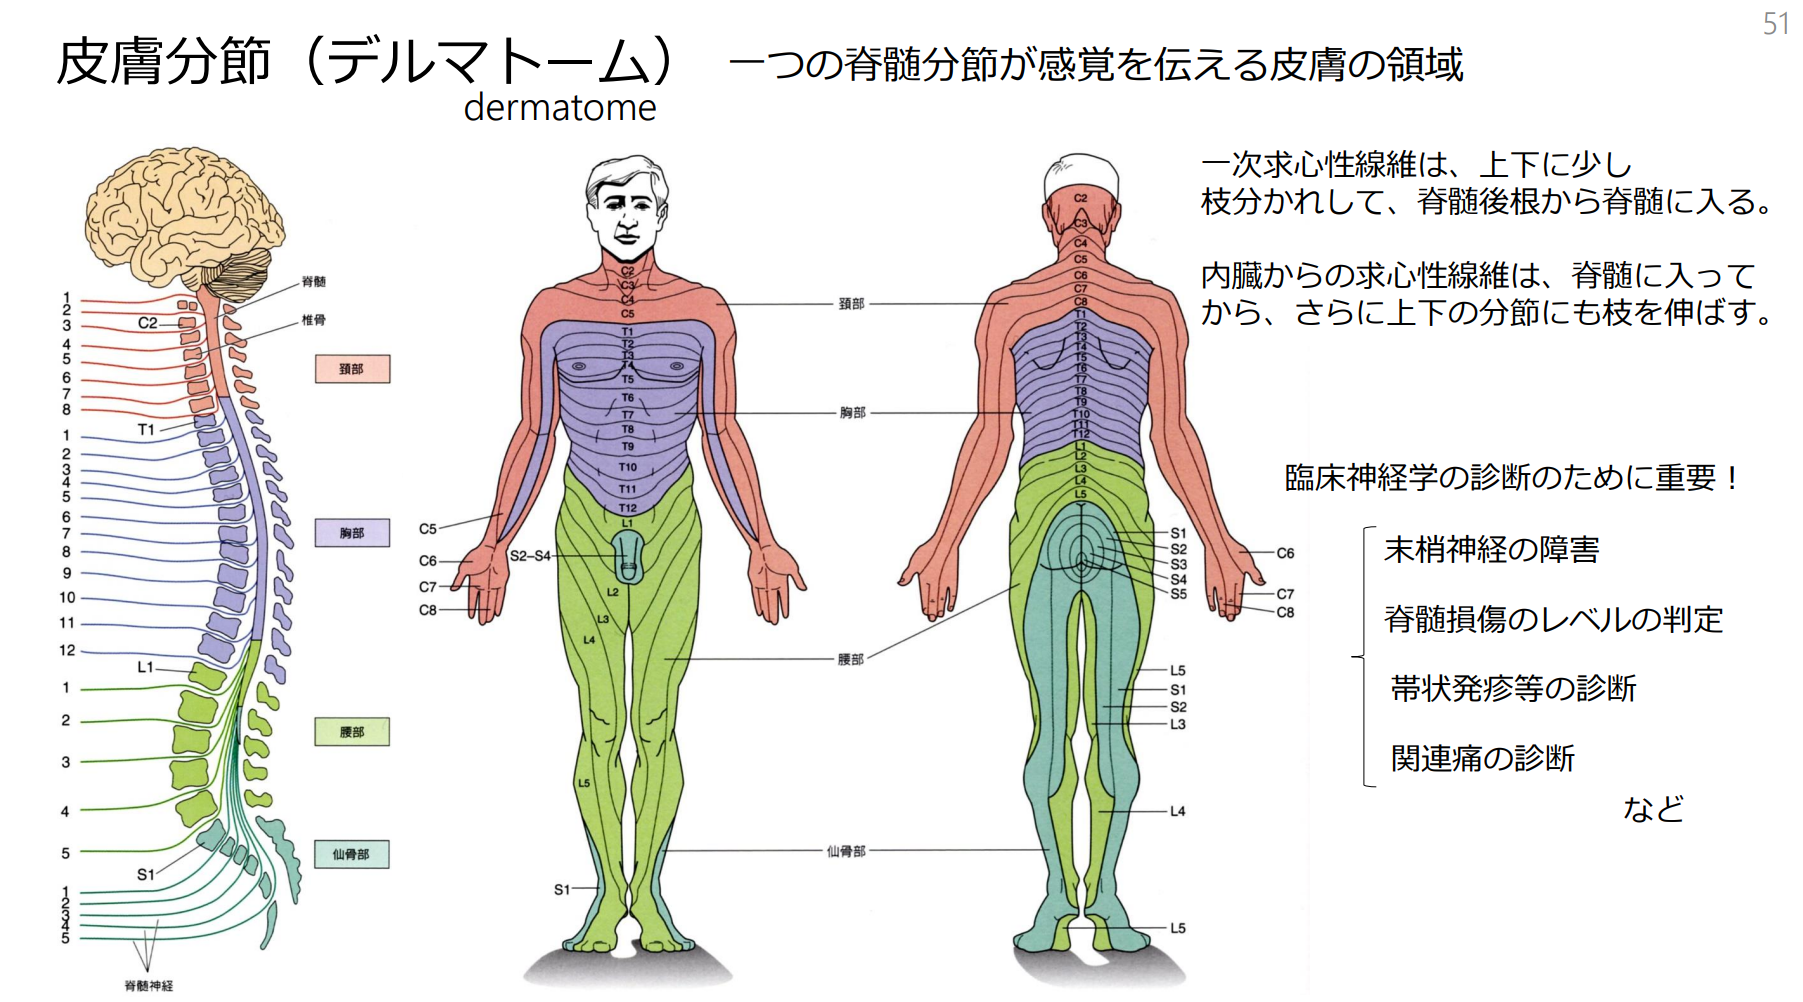 51
皮膚分節（デルマトーム） 一つの脊髄分節が感覚を伝える皮膚の領域
dermatome
一次求心性線維は、上下に少し
枝分かれして、脊髄後根から脊髄に入る。
内臓からの求心性線維は、脊髄に入って
から、さらに上下の分節にも枝を伸ばす。
臨床神経学の診断のために重要！
末梢神経の障害
脊髄損傷のレベルの判定
帯状発疹等の診断
関連痛の診断
など
脊髄
椎骨
1
2
3
C2
4
5
6
7
8
T1
1
2
3
4
5
6
7
8
9
10
11
12
L1
1
2
3
4
5
S1
1
2
3
4
5
脊髄神経
頚部
胸部
腰部
仙骨部
C2
C3
C4
C5
T1
T2
T3
T4
T5
T6
T7
T8
T9
T10
T11
T12
L1
C5
C6
C7
C8
S2–S4
L2
L3
L4
L5
S1
頚部
胸部
腰部
仙骨部
C2
C3
C4
C5
C6
C7
C8
T1
T2
T3
T4
T5
T6
T7
T8
T9
T10
T11
T12
L1
L2
L3
L4
L5
S1
S2
S3
S4
S5
C6
C7
C8
L5
S1
S2
L3
L4
L5